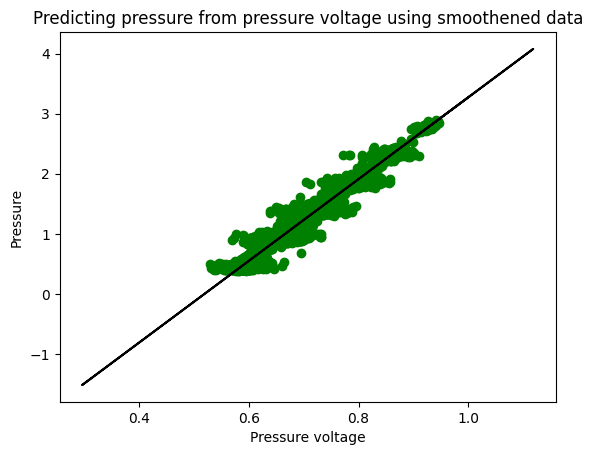 Predicting pressure from pressure voltage using smoothened data
4
3
2
1
0
−1
Pressure
0.4 0.6 0.8 1.0
Pressure voltage